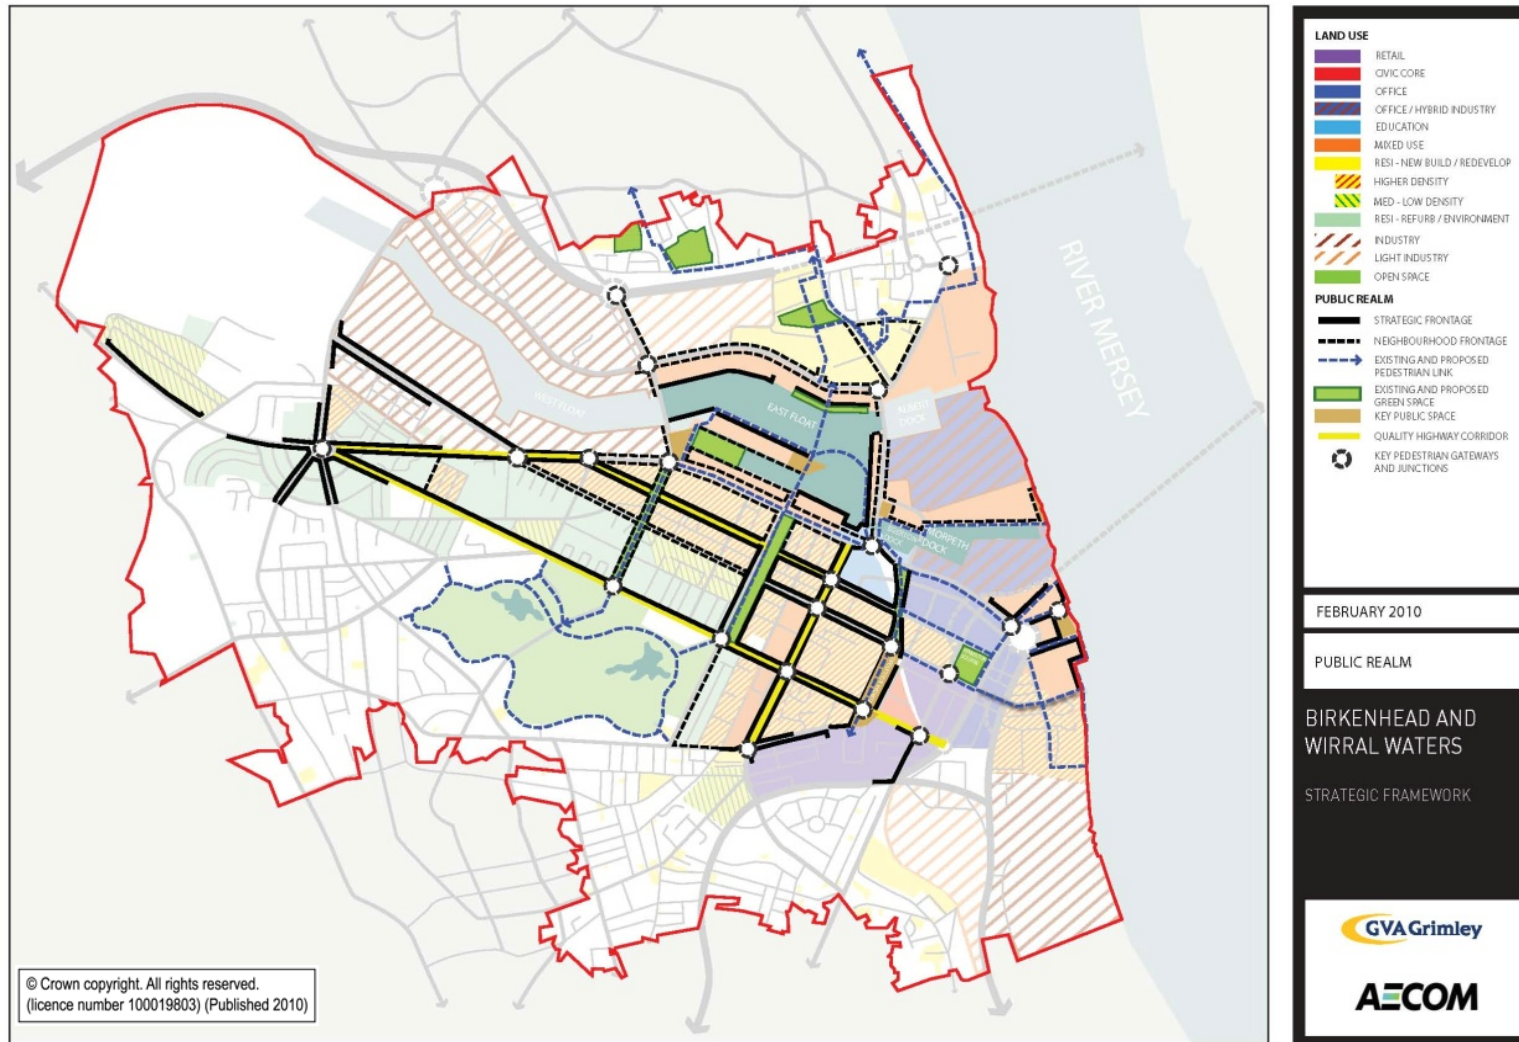 RIVER MERSEY
WEST FLOAT
EAST FLOAT
ALBERT
DOCK
MORPETH
DOCK
© Crown copyright. All rights reserved.
(licence number 100019803) (Published 2010)
LAND USE
RETAIL
CIVIC CORE
OFFICE
OFFICE / HYBRID INDUSTRY
EDUCATION
MIXED USE
RESI - NEW BUILD / REDEVELOP
HIGHER DENSITY
MED - LOW DENSITY
RESI - REFURB / ENVIRONMENT
INDUSTRY
LIGHT INDUSTRY
OPEN SPACE
PUBLIC REALM
STRATEGIC FRONTAGE
NEIGHBOURHOOD FRONTAGE
EXISTING AND PROPOSED
PEDESTRIAN LINK
EXISTING AND PROPOSED
GREEN SPACE
KEY PUBLIC SPACE
QUALITY HIGHWAY CORRIDOR
KEY PEDESTRIAN GATEWAYS
AND JUNCTIONS
FEBRUARY 2010
PUBLIC REALM
BIRKENHEAD AND
WIRRAL WATERS
STRATEGIC FRAMEWORK
GVA Grimley
AECOM